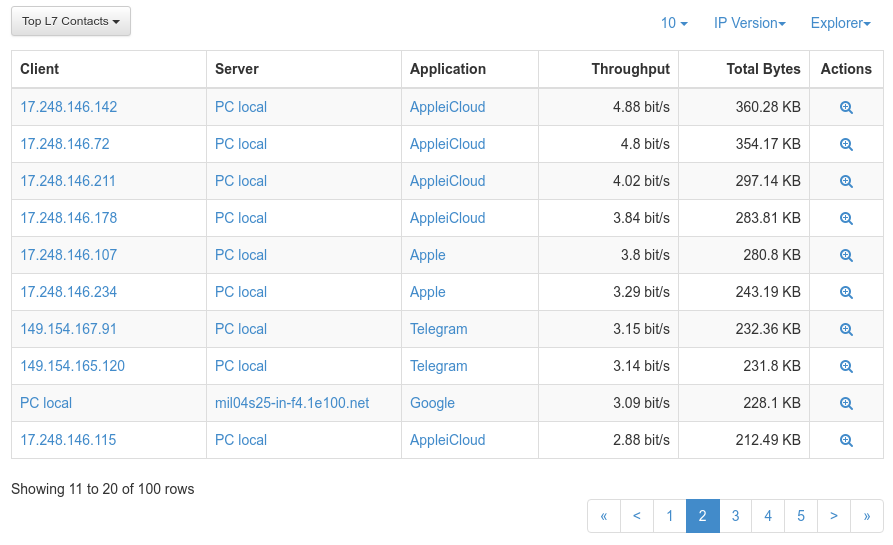 Top L7 Contacts
10 IP Version Explorer
Client Server Application Throughput Total Bytes Actions
17.248.146.142 PC local AppleiCloud 4.88 bit/s 360.28 KB
17.248.146.72 PC local AppleiCloud 4.8 bit/s 354.17 KB
17.248.146.211 PC local AppleiCloud 4.02 bit/s 297.14 KB
17.248.146.178 PC local AppleiCloud 3.84 bit/s 283.81 KB
17.248.146.107 PC local Apple 3.8 bit/s 280.8 KB
17.248.146.234 PC local Apple 3.29 bit/s 243.19 KB
149.154.167.91 PC local Telegram 3.15 bit/s 232.36 KB
149.154.165.120 PC local Telegram 3.14 bit/s 231.8 KB
PC local mil04s25-in-f4.1e100.net Google 3.09 bit/s 228.1 KB
17.248.146.115 PC local AppleiCloud 2.88 bit/s 212.49 KB
Showing 11 to 20 of 100 rows
« < 1 2 3 4 5 > »